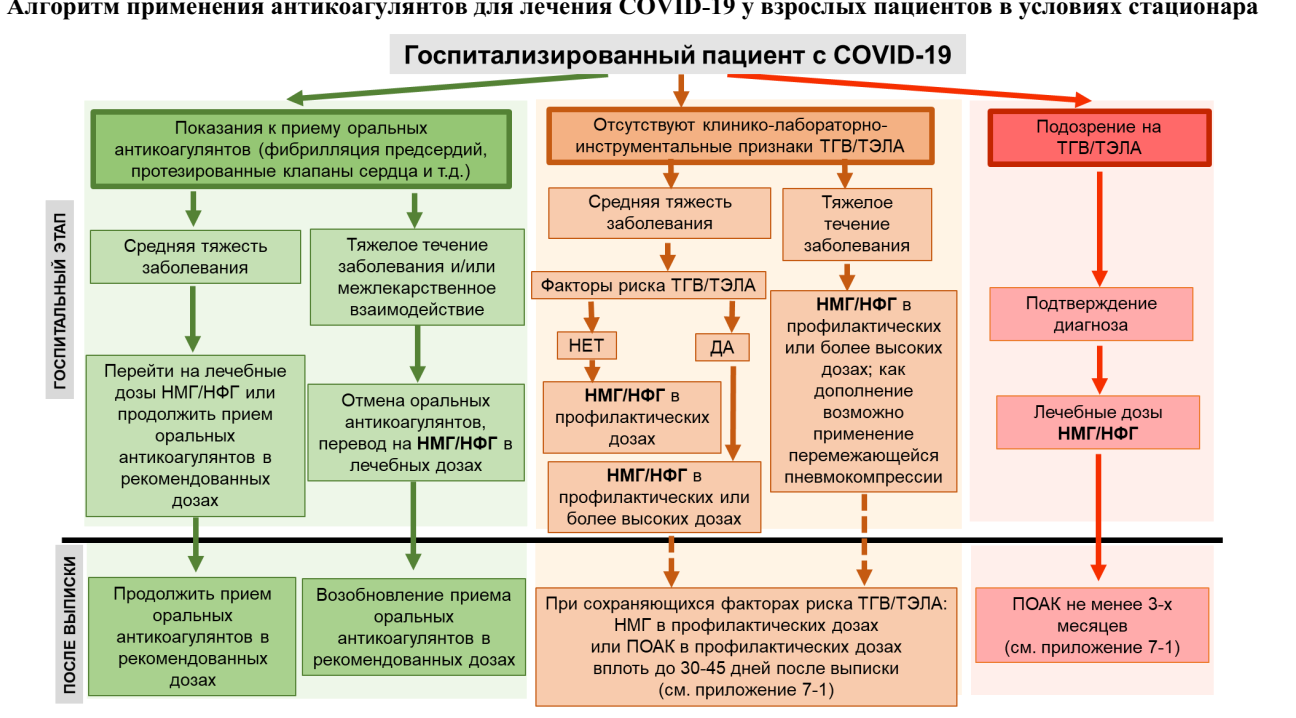 Алгоритм применения антикоагулянтов для лечения COVID-19 у взрослых пациентов в условиях стационара
Госпитализированный пациент с COVID-19
ГОСПИТАЛЬНЫЙ ЭТАП
Показания к приему оральных
антикоагулянтов (фибрилляция предсердий,
протезированные клапаны сердца и т.д.)
Средняя тяжесть
заболевания
Перейти на лечебные
дозы НМГ/НФГ или
продолжить прием
оральных
антикоагулянтов в
рекомендованных
дозах
Тяжелое течение
заболевания и/или
межлекарственное
взаимодействие
Отмена оральных
антикоагулянтов,
перевод на НМГ/НФГ в
лечебных дозах
Отсутствуют клинико-лабораторно-
инструментальные признаки ТГВ/ТЭЛА
Средняя тяжесть
заболевания
Факторы риска ТГВ/ТЭЛА
НЕТ
ДА
НМГ/НФГ в
профилактических
дозах
НМГ/НФГ в
профилактических или
более высоких дозах
Тяжелое
течение
заболевания
НМГ/НФГ в
профилактических
или более высоких
дозах; как
дополнение
возможно
применение
перемежающейся
пневмокомпрессии
Подозрение на
ТГВ/ТЭЛА
Подтверждение
диагноза
Лечебные дозы
НМГ/НФГ
ПОСЛЕ ВЫПИСКИ
Продолжить прием
оральных
антикоагулянтов в
рекомендованных
дозах
Возобновление приема
оральных
антикоагулянтов в
рекомендованных дозах
При сохраняющихся факторах риска ТГВ/ТЭЛА:
НМГ в профилактических дозах
или ПОАК в профилактических дозах
вплоть до 30-45 дней после выписки
(см. приложение 7-1)
ПОАК не менее 3-х
месяцев
(см. приложение 7-1)